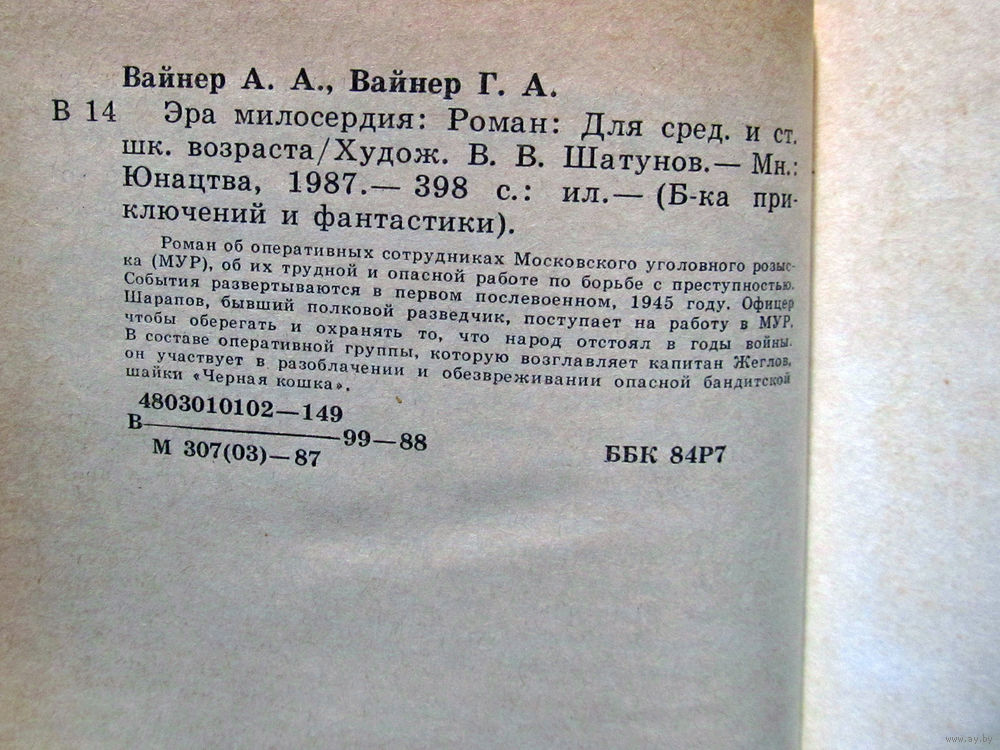 Вайнер А. А., Вайнер Г. А.
В 14 Эра милосердия: Роман: Для сред. и ст.
шк. возраста/Худож. В. В. Шатунов.— Мн.:
Юнацтва, 1987.— 398 с.: ил.— (Б-ка при-
ключений и фантастики).
Роман об оперативных сотрудниках Московского уголовного розыс-
ка (МУР), об их трудной и опасной работе по борьбе с преступностью.
События развертываются в первом послевоенном, 1945 году. Офицер
Шарапов, бывший полковой разведчик, поступает на работу в МУР,
чтобы оберегать и охранять то, что народ отстоял в годы войны.
В составе оперативной группы, которую возглавляет капитан Жеглов,
он участвует в разоблачении и обезвреживании опасной бандитской
шайки «Черная кошка».
4803010102—149
В————99—88
М 307(03)—87
ББК 84Р7
www.ay.by